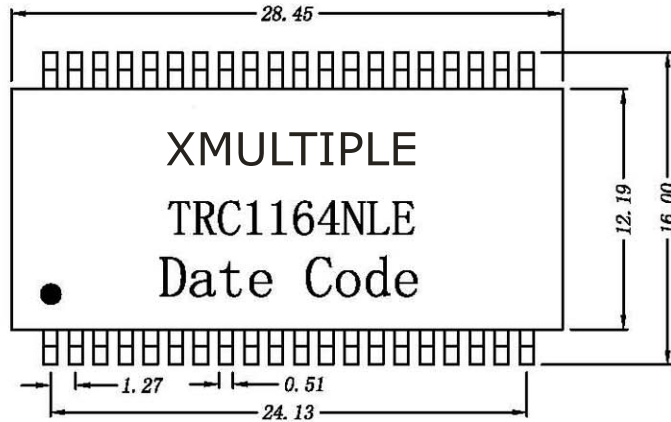 28.45
XMULTIPLE
TRC1164NLE
Date Code
12.19
16.00
1.27
0.51
24.13